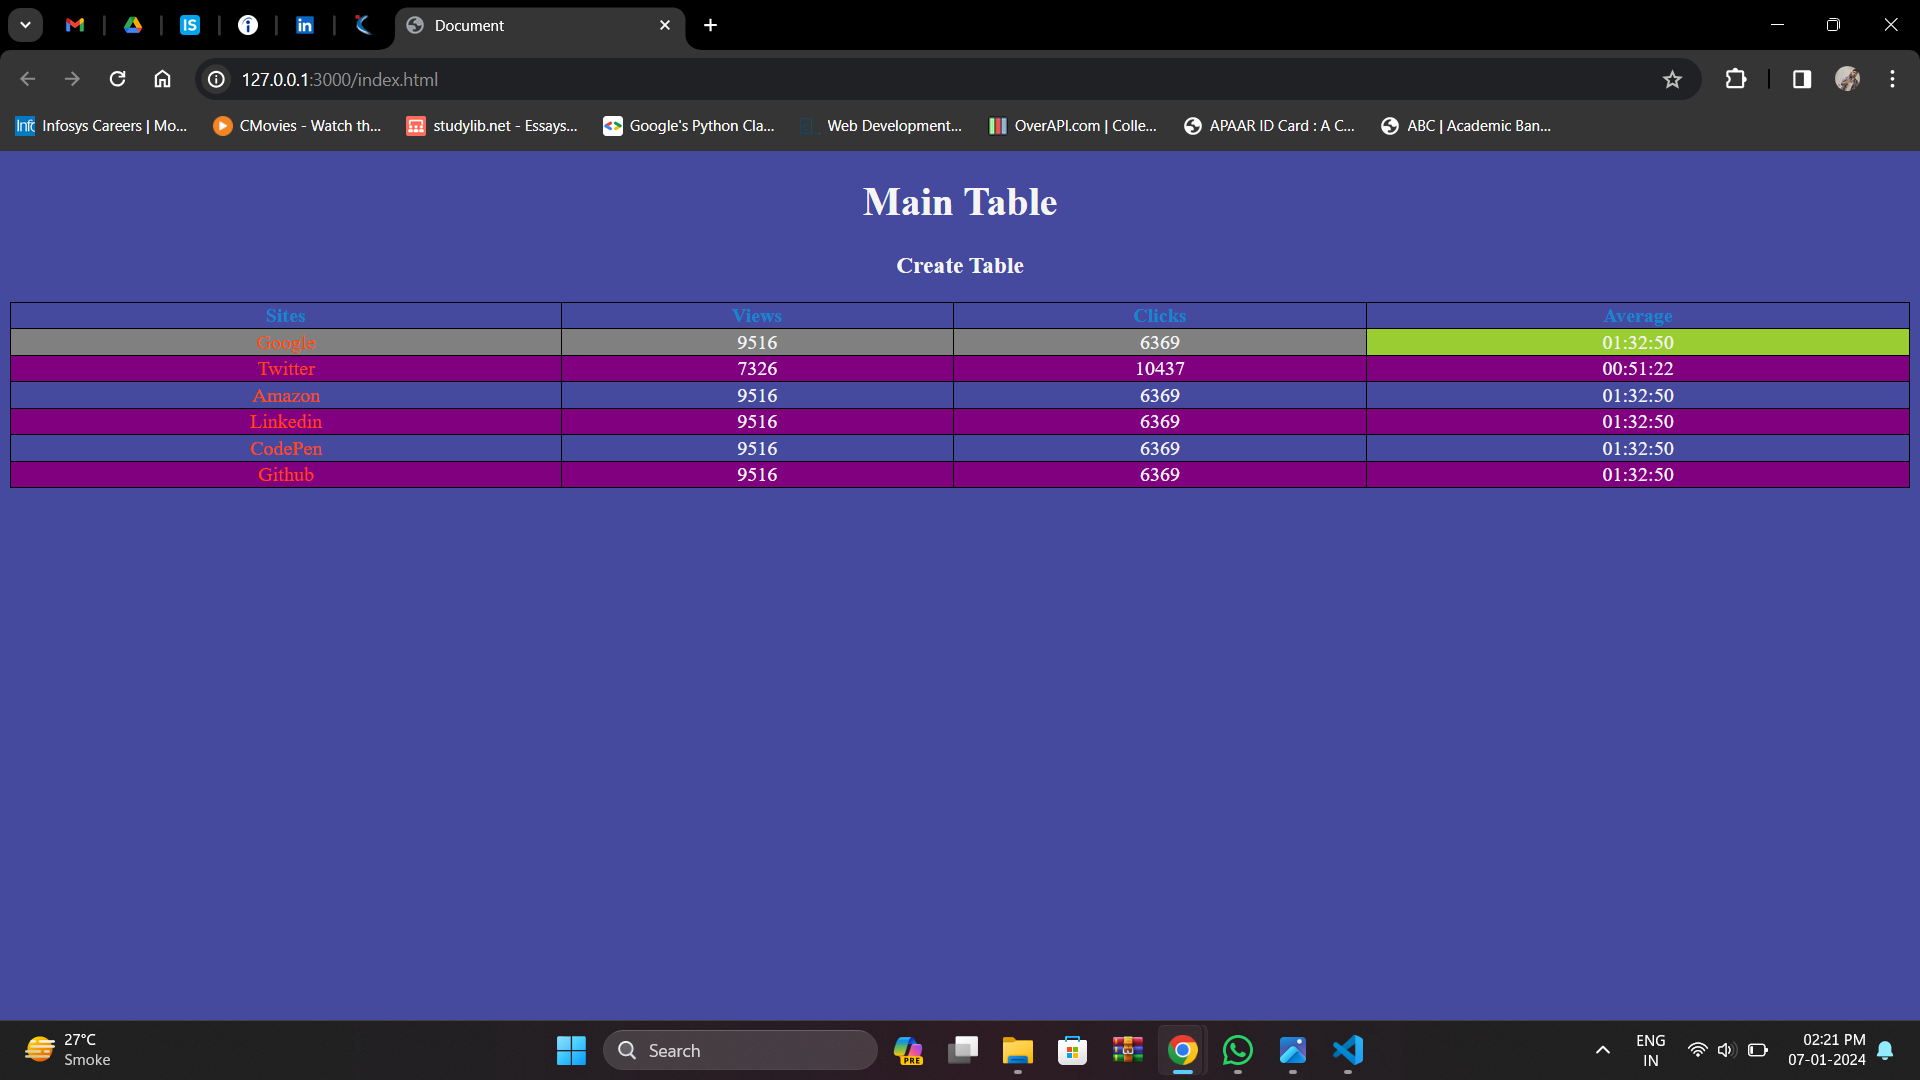 IS
in
Document
127.0.0.1:3000/index.html
Infosys Careers | Mo... CMovies - Watch th... studylib.net - Essays... Google's Python Cla... Web Development... OverAPI.com | Colle... APAAR ID Card : A C... ABC | Academic Ban...
Main Table
Create Table
Sites Views Clicks Average
Google 9516 6369 01:32:50
Twitter 7326 10437 00:51:22
Amazon 9516 6369 01:32:50
Linkedin 9516 6369 01:32:50
CodePen 9516 6369 01:32:50
Github 9516 6369 01:32:50
27°C
Smoke
Search
PRE
ENG
IN
02:21 PM
07-01-2024